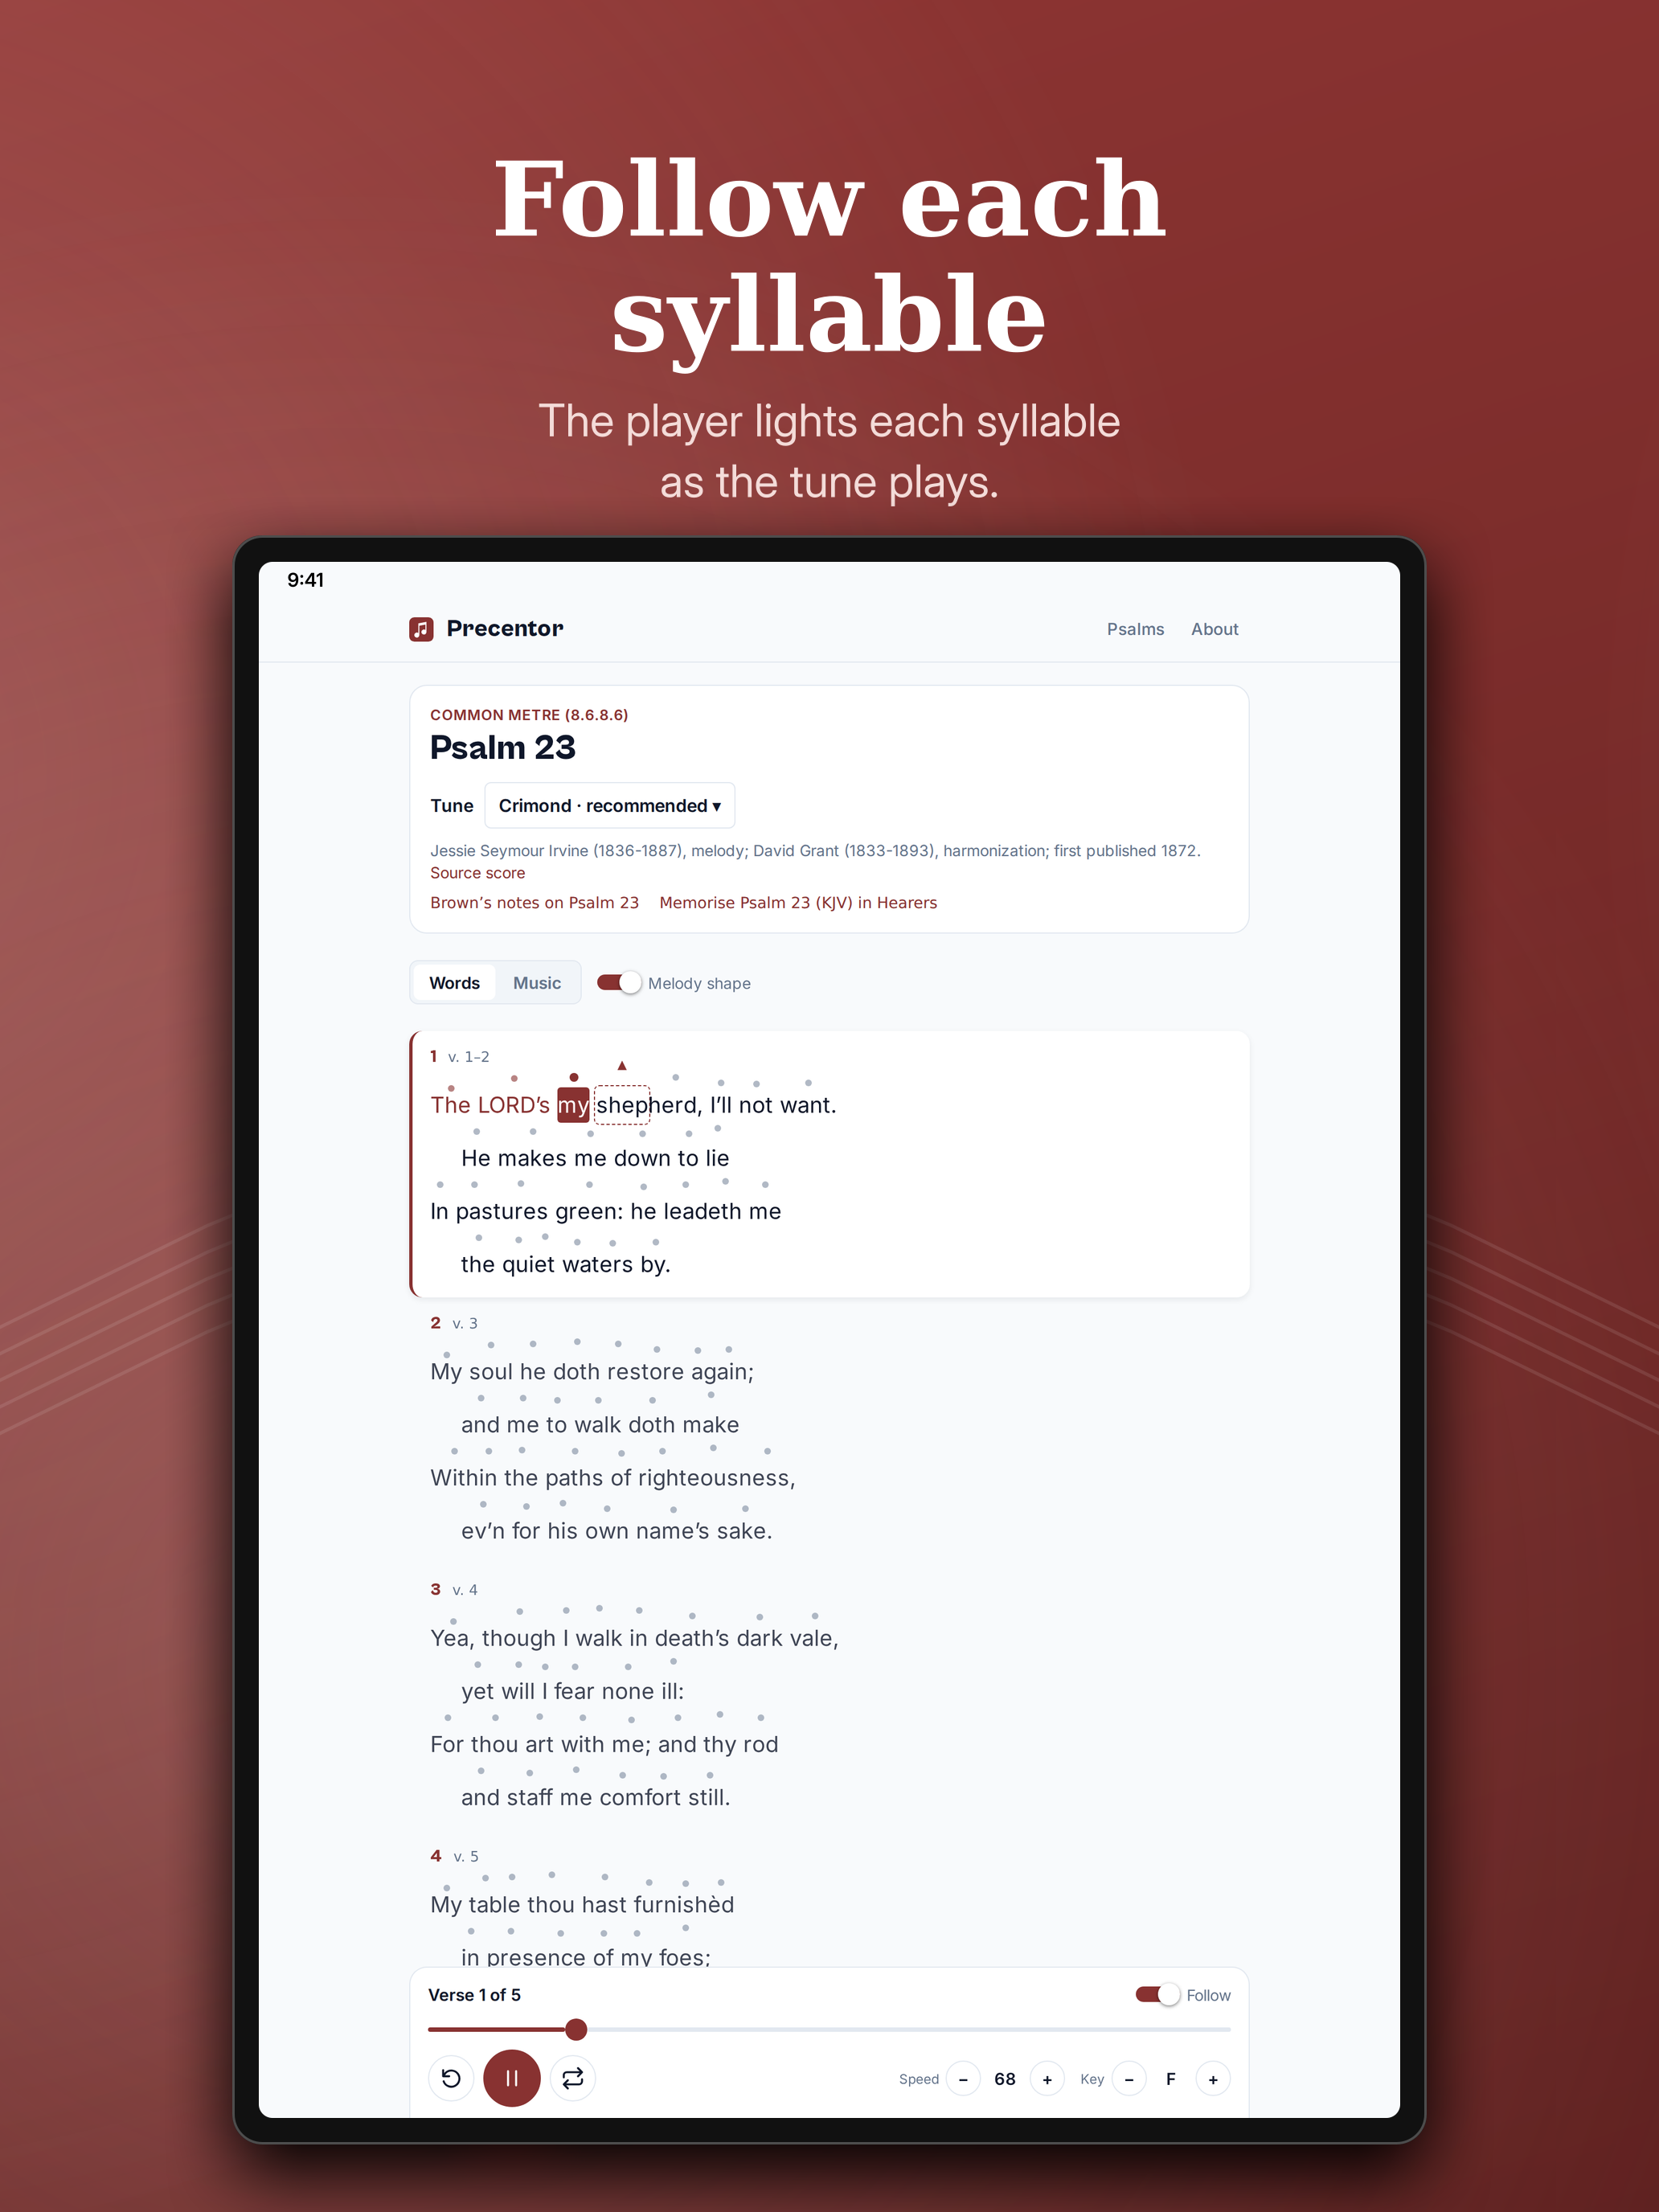 Follow each
syllable
The player lights each syllable
as the tune plays.
9:41
Precentor
Psalms About
COMMON METRE (8.6.8.6)
Psalm 23
Tune Crimond · recommended ▾
Jessie Seymour Irvine (1836-1887), melody; David Grant (1833-1893), harmonization; first published 1872.
Source score
Brown’s notes on Psalm 23 Memorise Psalm 23 (KJV) in Hearers
Words Music Melody shape
1 v. 1–2
The LORD’s my shepherd, I’ll not want.
He makes me down to lie
In pastures green: he leadeth me
the quiet waters by.
2 v. 3
My soul he doth restore again;
and me to walk doth make
Within the paths of righteousness,
ev’n for his own name’s sake.
3 v. 4
Yea, though I walk in death’s dark vale,
yet will I fear none ill:
For thou art with me; and thy rod
and staff me comfort still.
4 v. 5
My table thou hast furnishèd
in presence of my foes;
Verse 1 of 5 Follow
Speed − 68 + Key − F +